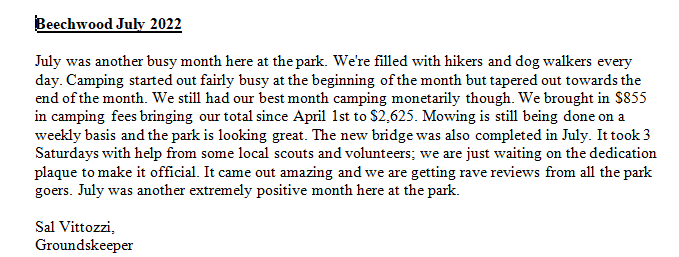 Beechwood July 2022
July was another busy month here at the park. We're filled with hikers and dog walkers every
day. Camping started out fairly busy at the beginning of the month but tapered out towards the
end of the month. We still had our best month camping monetarily though. We brought in $855
in camping fees bringing our total since April 1st to $2,625. Mowing is still being done on a
weekly basis and the park is looking great. The new bridge was also completed in July. It took 3
Saturdays with help from some local scouts and volunteers; we are just waiting on the dedication
plaque to make it official. It came out amazing and we are getting rave reviews from all the park
goers. July was another extremely positive month here at the park.
Sal Vittozzi,
Groundskeeper